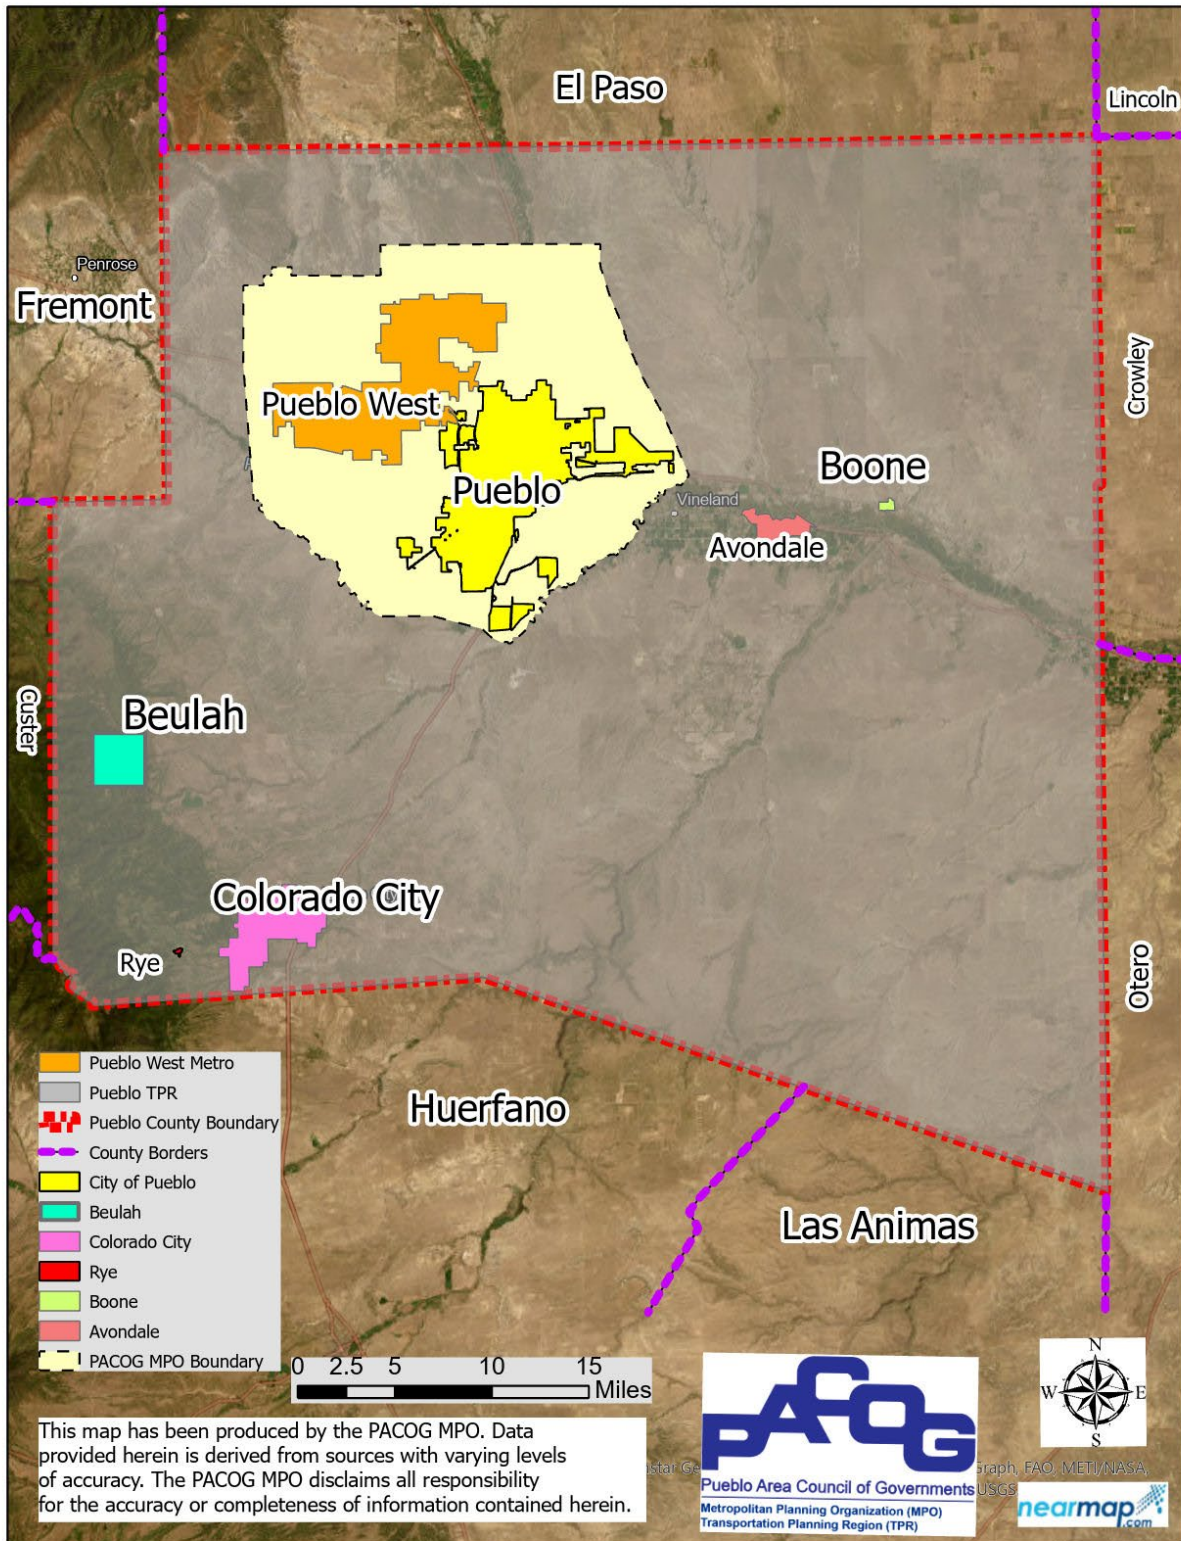 El Paso
Lincoln
Penrose
Fremont
Crowley
Pueblo West
Boone
Pueblo
Vineland
Avondale
Custer
Beulah
Colorado City
Rye
Otero
Huerfano
Las Animas
Pueblo West Metro
Pueblo TPR
Pueblo County Boundary
County Borders
City of Pueblo
Beulah
Colorado City
Rye
Boone
Avondale
PACOG MPO Boundary
0 2.5 5 10 15
Miles
This map has been produced by the PACOG MPO. Data
provided herein is derived from sources with varying levels
of accuracy. The PACOG MPO disclaims all responsibility
for the accuracy or completeness of information contained herein.
PACOG
Pueblo Area Council of Governments
Metropolitan Planning Organization (MPO)
Transportation Planning Region (TPR)
N
W E
S
FAO, METI/NASA,
USGS
nearmap
.com